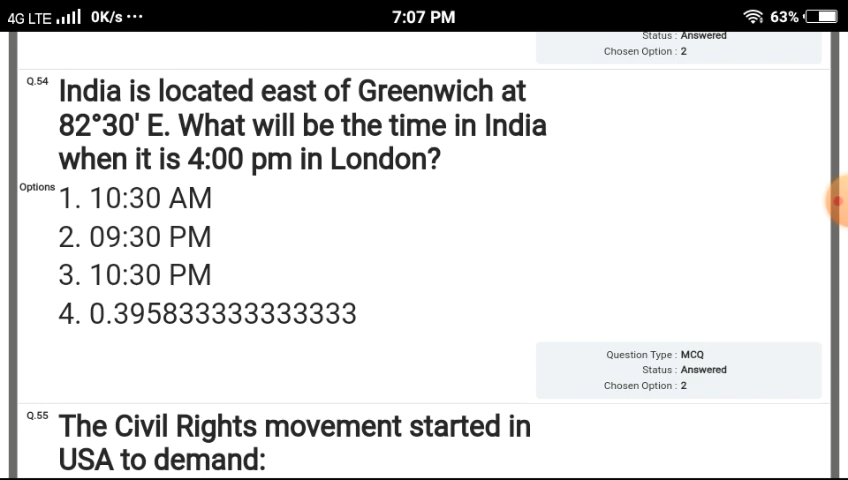 4G LTE 0K/s ··· 7:07 PM 63%
Status : Answered
Chosen Option : 2
Q.54 India is located east of Greenwich at
82°30' E. What will be the time in India
when it is 4:00 pm in London?
Options 1. 10:30 AM
2. 09:30 PM
3. 10:30 PM
4. 0.395833333333333
Question Type : MCQ
Status : Answered
Chosen Option : 2
Q.55 The Civil Rights movement started in
USA to demand: